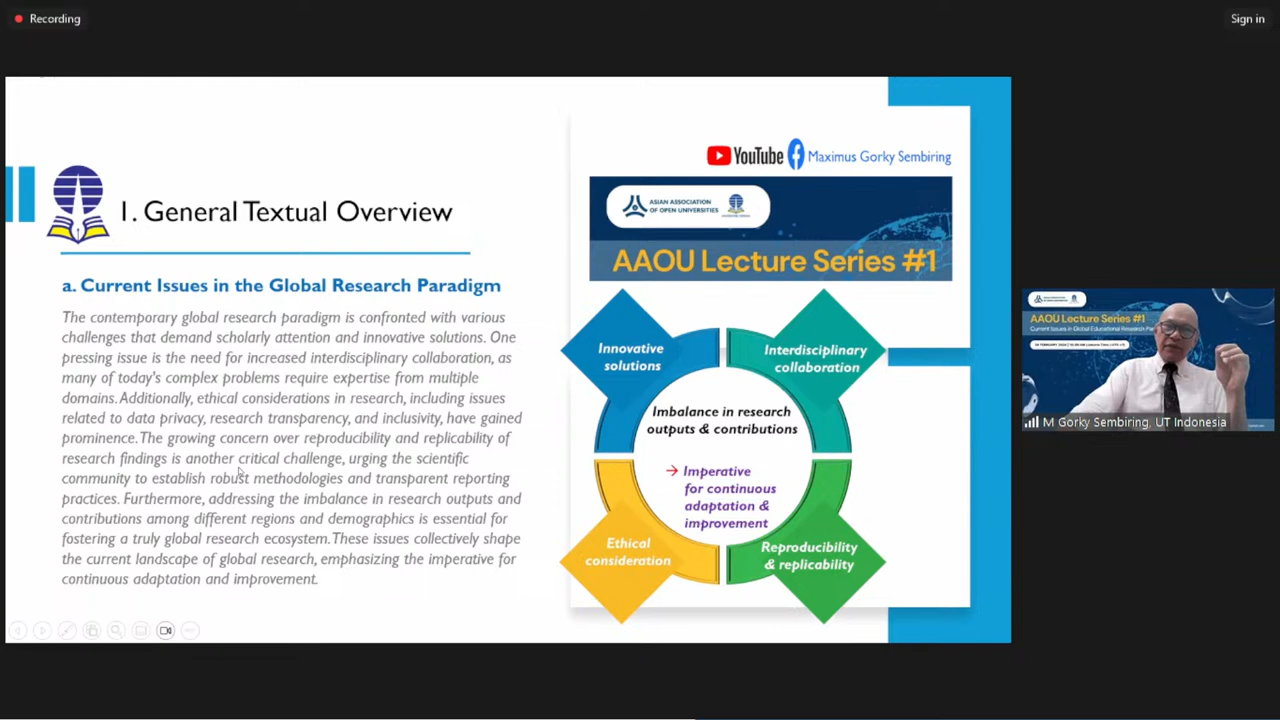 Recording
Sign in
YouTube
Maximus Gorky Sembiring
ASIAN ASSOCIATION
OF OPEN UNIVERSITIES
AAOU Lecture Series #1
1. General Textual Overview
a. Current Issues in the Global Research Paradigm
The contemporary global research paradigm is confronted with various
challenges that demand scholarly attention and innovative solutions. One
pressing issue is the need for increased interdisciplinary collaboration, as
many of today's complex problems require expertise from multiple
domains. Additionally, ethical considerations in research, including issues
related to data privacy, research transparency, and inclusivity, have gained
prominence. The growing concern over reproducibility and replicability of
research findings is another critical challenge, urging the scientific
community to establish robust methodologies and transparent reporting
practices. Furthermore, addressing the imbalance in research outputs and
contributions among different regions and demographics is essential for
fostering a truly global research ecosystem. These issues collectively shape
the current landscape of global research, emphasizing the imperative for
continuous adaptation and improvement.
Innovative
solutions
Interdisciplinary
collaboration
Imbalance in research
outputs & contributions
→ Imperative
for continuous
adaptation &
improvement
Ethical
consideration
Reproducibility
& replicability
AAOU Lecture Series #1
Current Issues in Global Educational Research
M Gorky Sembiring, UT Indonesia